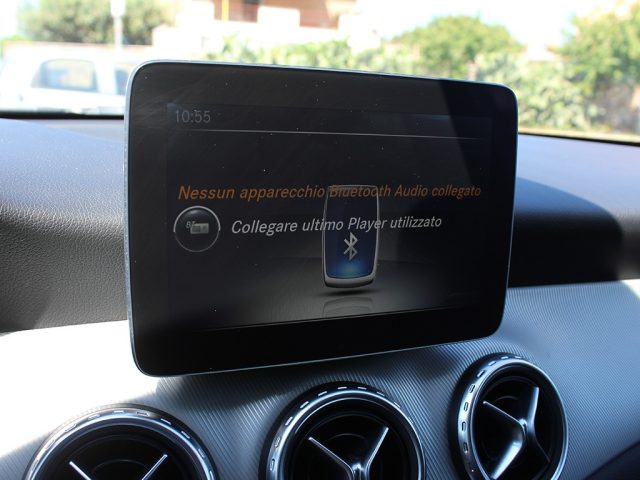 10:55
Nessun apparecchio Bluetooth Audio collegato
Collegare ultimo Player utilizzato